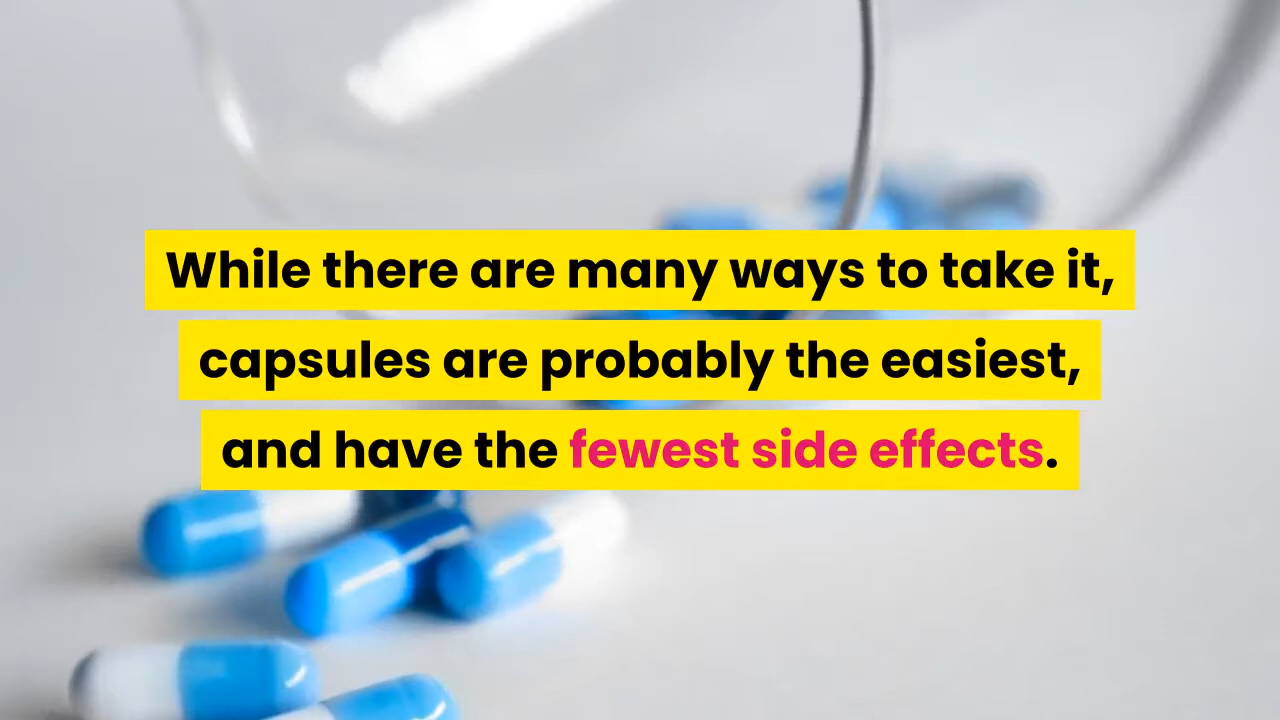 While there are many ways to take it,
capsules are probably the easiest,
and have the fewest side effects.